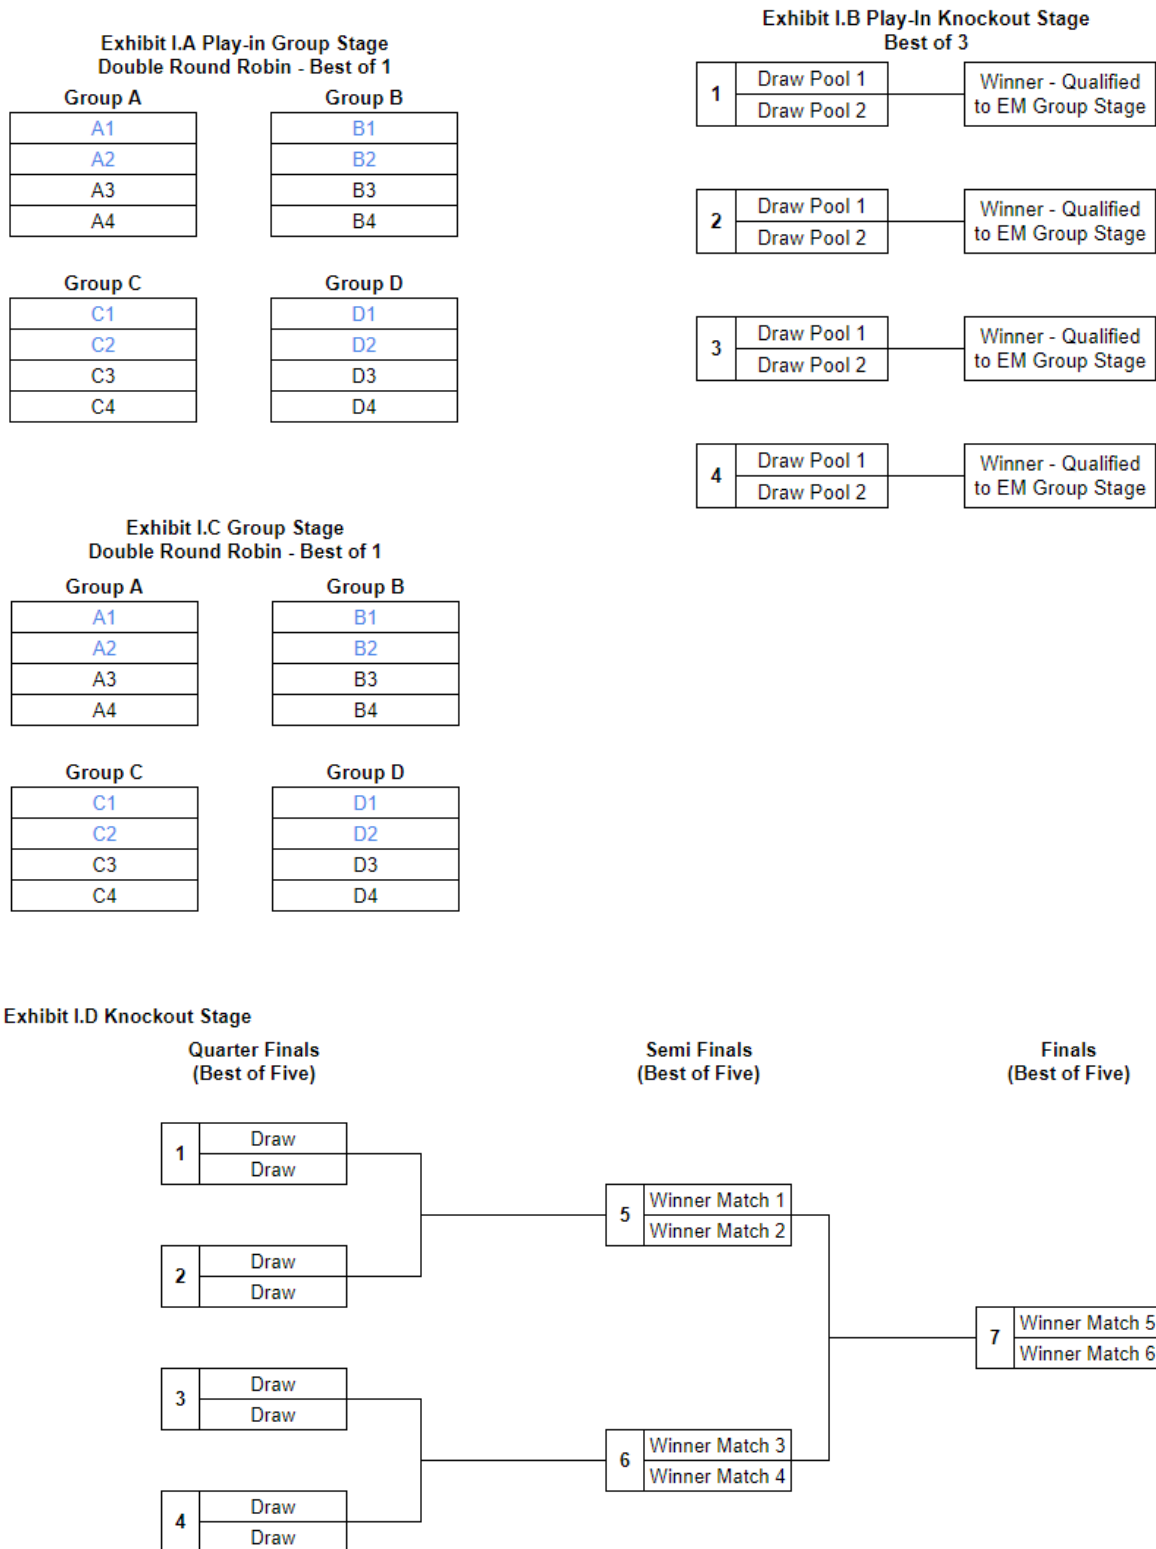 Exhibit I.A Play-in Group Stage
Double Round Robin - Best of 1
Group A
A1
A2
A3
A4
Group B
B1
B2
B3
B4
Group C
C1
C2
C3
C4
Group D
D1
D2
D3
D4
Exhibit I.B Play-In Knockout Stage
Best of 3
1
Draw Pool 1
Draw Pool 2
Winner - Qualified
to EM Group Stage
2
Draw Pool 1
Draw Pool 2
Winner - Qualified
to EM Group Stage
3
Draw Pool 1
Draw Pool 2
Winner - Qualified
to EM Group Stage
4
Draw Pool 1
Draw Pool 2
Winner - Qualified
to EM Group Stage
Exhibit I.C Group Stage
Double Round Robin - Best of 1
Group A
A1
A2
A3
A4
Group B
B1
B2
B3
B4
Group C
C1
C2
C3
C4
Group D
D1
D2
D3
D4
Exhibit I.D Knockout Stage
Quarter Finals
(Best of Five)
1
Draw
Draw
2
Draw
Draw
3
Draw
Draw
4
Draw
Draw
Semi Finals
(Best of Five)
5
Winner Match 1
Winner Match 2
6
Winner Match 3
Winner Match 4
Finals
(Best of Five)
7
Winner Match 5
Winner Match 6